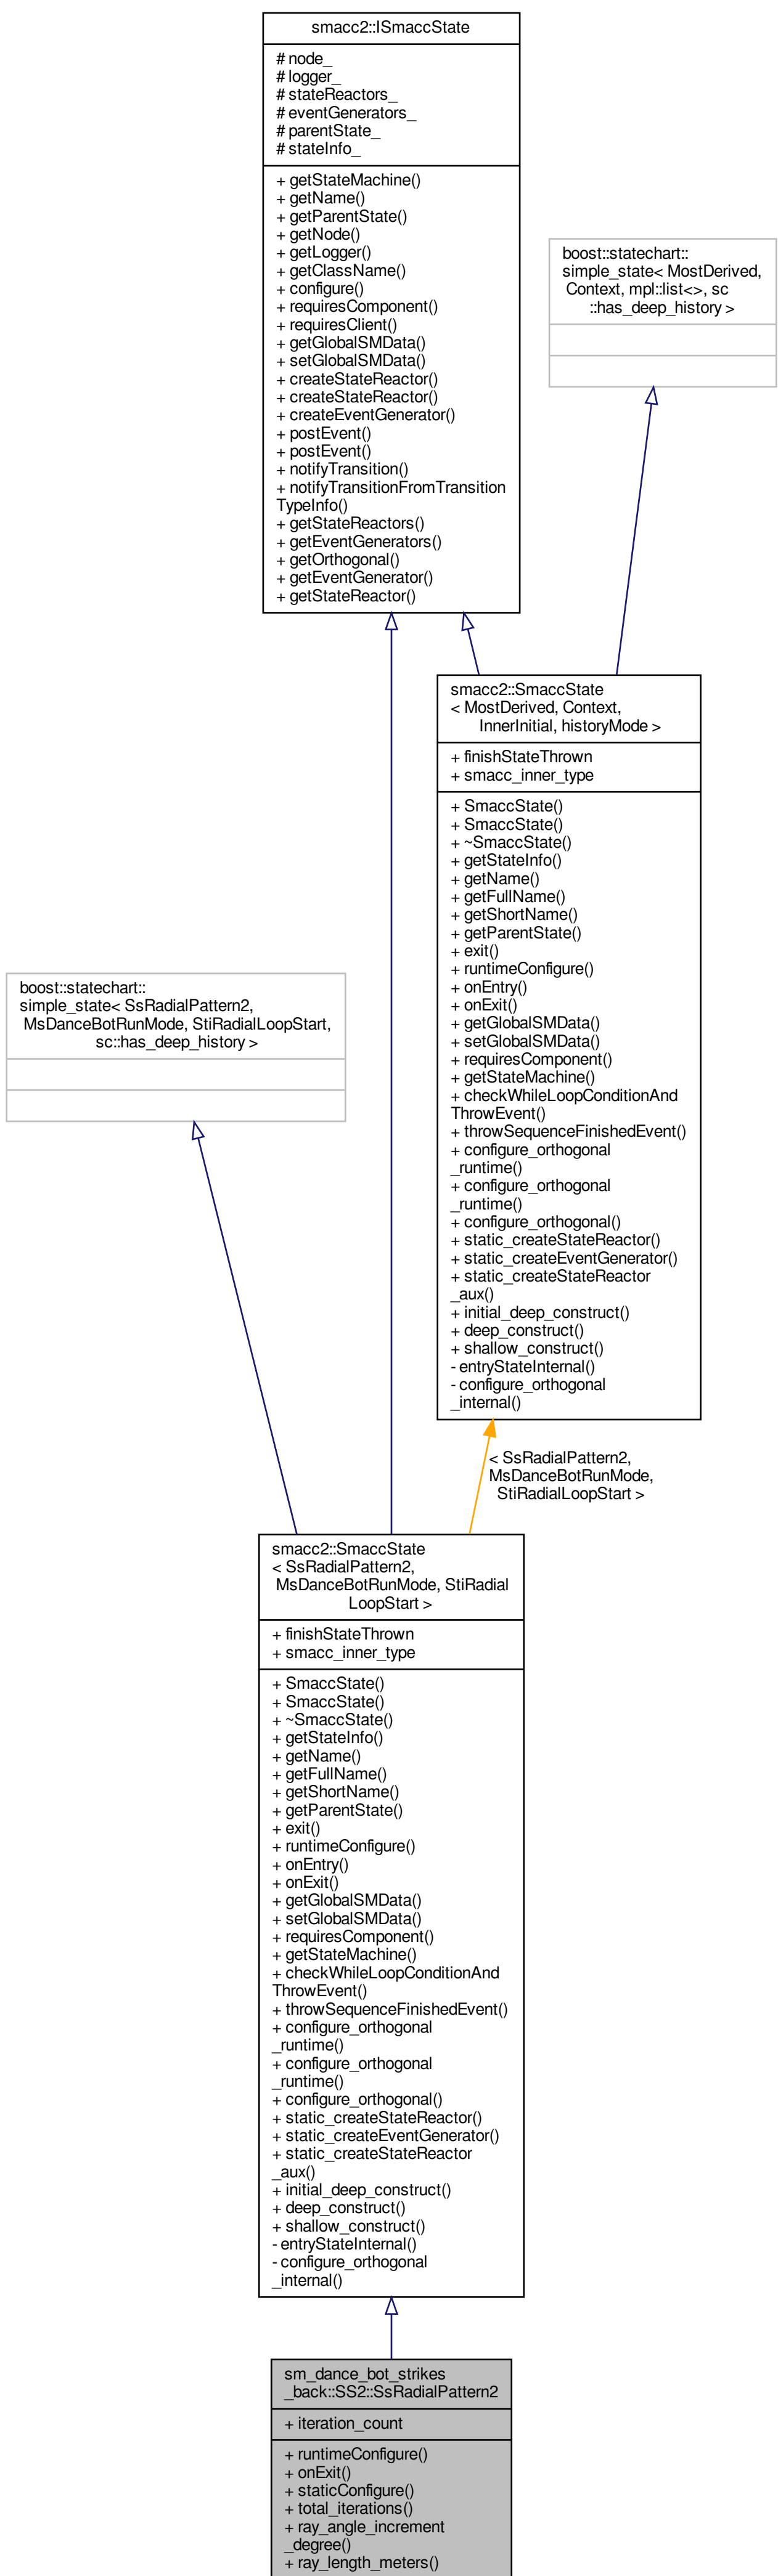 smacc2::ISmaccState
# node_
# logger_
# stateReactors_
# eventGenerators_
# parentState_
# stateInfo_
+ getStateMachine()
+ getName()
+ getParentState()
+ getNode()
+ getLogger()
+ getClassName()
+ configure()
+ requiresComponent()
+ requiresClient()
+ getGlobalSMData()
+ setGlobalSMData()
+ createStateReactor()
+ createStateReactor()
+ createEventGenerator()
+ postEvent()
+ postEvent()
+ notifyTransition()
+ notifyTransitionFromTransition
TypeInfo()
+ getStateReactors()
+ getEventGenerators()
+ getOrthogonal()
+ getEventGenerator()
+ getStateReactor()
boost::statechart::
simple_state< MostDerived,
Context, mpl::list<>, sc
::has_deep_history >
smacc2::SmaccState
< MostDerived, Context,
InnerInitial, historyMode >
+ finishStateThrown
+ smacc_inner_type
+ SmaccState()
+ SmaccState()
+ ~SmaccState()
+ getStateInfo()
+ getName()
+ getFullName()
+ getShortName()
+ getParentState()
+ exit()
+ runtimeConfigure()
+ onEntry()
+ onExit()
+ getGlobalSMData()
+ setGlobalSMData()
+ requiresComponent()
+ getStateMachine()
+ checkWhileLoopConditionAnd
ThrowEvent()
+ throwSequenceFinishedEvent()
+ configure_orthogonal
_runtime()
+ configure_orthogonal
_runtime()
+ configure_orthogonal()
+ static_createStateReactor()
+ static_createEventGenerator()
+ static_createStateReactor
_aux()
+ initial_deep_construct()
+ deep_construct()
+ shallow_construct()
- entryStateInternal()
- configure_orthogonal
_internal()
boost::statechart::
simple_state< SsRadialPattern2,
MsDanceBotRunMode, StiRadialLoopStart,
sc::has_deep_history >
< SsRadialPattern2,
MsDanceBotRunMode,
StiRadialLoopStart >
smacc2::SmaccState
< SsRadialPattern2,
MsDanceBotRunMode, StiRadial
LoopStart >
+ finishStateThrown
+ smacc_inner_type
+ SmaccState()
+ SmaccState()
+ ~SmaccState()
+ getStateInfo()
+ getName()
+ getFullName()
+ getShortName()
+ getParentState()
+ exit()
+ runtimeConfigure()
+ onEntry()
+ onExit()
+ getGlobalSMData()
+ setGlobalSMData()
+ requiresComponent()
+ getStateMachine()
+ checkWhileLoopConditionAnd
ThrowEvent()
+ throwSequenceFinishedEvent()
+ configure_orthogonal
_runtime()
+ configure_orthogonal
_runtime()
+ configure_orthogonal()
+ static_createStateReactor()
+ static_createEventGenerator()
+ static_createStateReactor
_aux()
+ initial_deep_construct()
+ deep_construct()
+ shallow_construct()
- entryStateInternal()
- configure_orthogonal
_internal()
sm_dance_bot_strikes
_back::SS2::SsRadialPattern2
+ iteration_count
+ runtimeConfigure()
+ onExit()
+ staticConfigure()
+ total_iterations()
+ ray_angle_increment
_degree()
+ ray_length_meters()